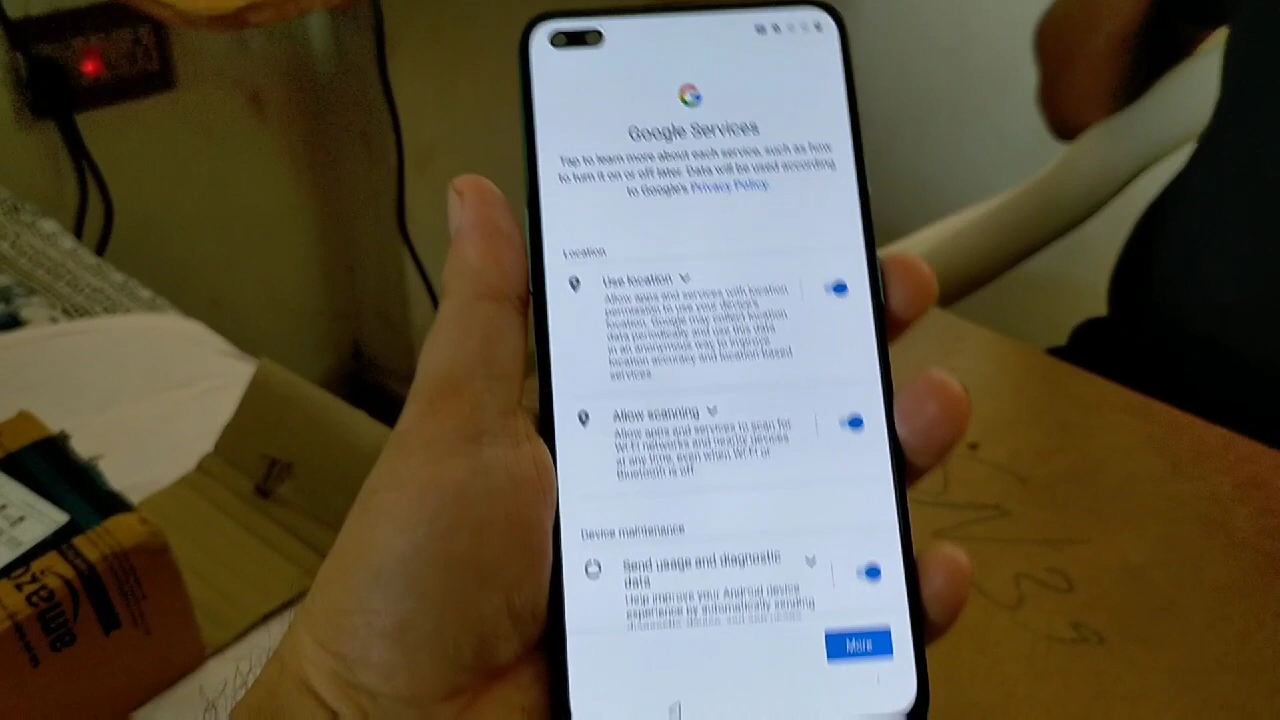 Google Services
Tap to learn more about each service, such as how
to turn it on or off later. Data will be used according
to Google's Privacy Policy.
Location
Use location
Allow apps and services with location
permission to use your device's
location. Google may collect location
data periodically and use this data
in an anonymous way to improve
location accuracy and location-based
services.
Allow scanning
Allow apps and services to scan for
Wi-Fi networks and nearby devices
at any time, even when Wi-Fi or
Bluetooth is off.
Device maintenance
Send usage and diagnostic
data
Help improve your Android device
experience by automatically sending
More
amazo